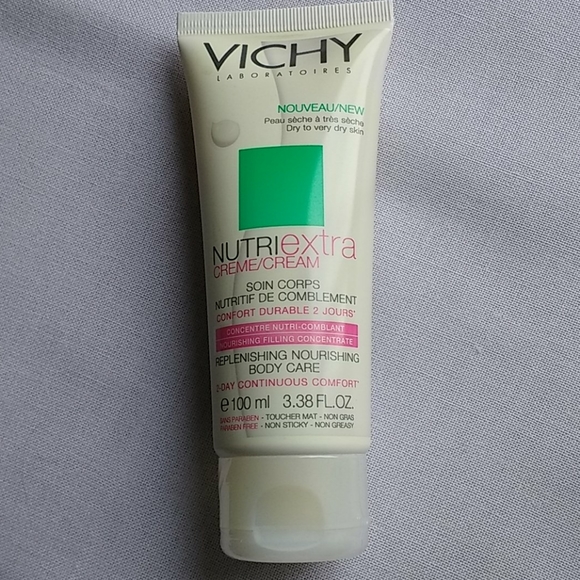 VICHY
LABORATOIRES
NOUVEAU/NEW
Peau sèche à très sèche
Dry to very dry skin
NUTRIextra
CREME/CREAM
SOIN CORPS
NUTRITIF DE COMBLEMENT
CONFORT DURABLE 2 JOURS*
CONCENTRE NUTRI-COMBLANT
NOURISHING FILLING CONCENTRATE
REPLENISHING NOURISHING
BODY CARE
2-DAY CONTINUOUS COMFORT*
e 100 ml 3.38 FL.OZ.
SANS PARABEN - TOUCHER MAT - NON GRAS
PARABEN FREE - NON STICKY - NON GREASY